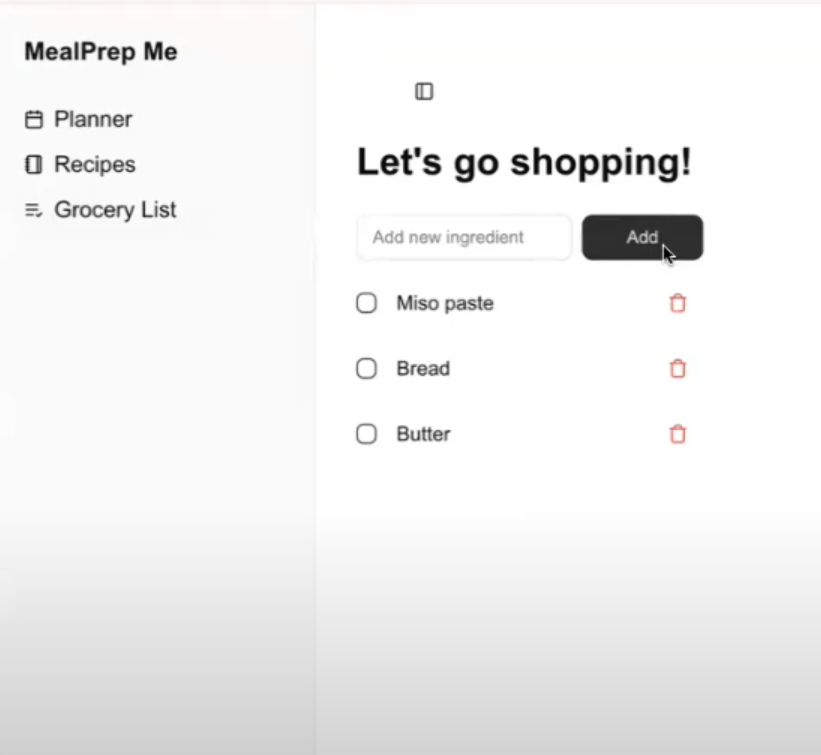 MealPrep Me
Planner
Recipes
Grocery List
Let's go shopping!
Add new ingredient
Add
Miso paste
Bread
Butter